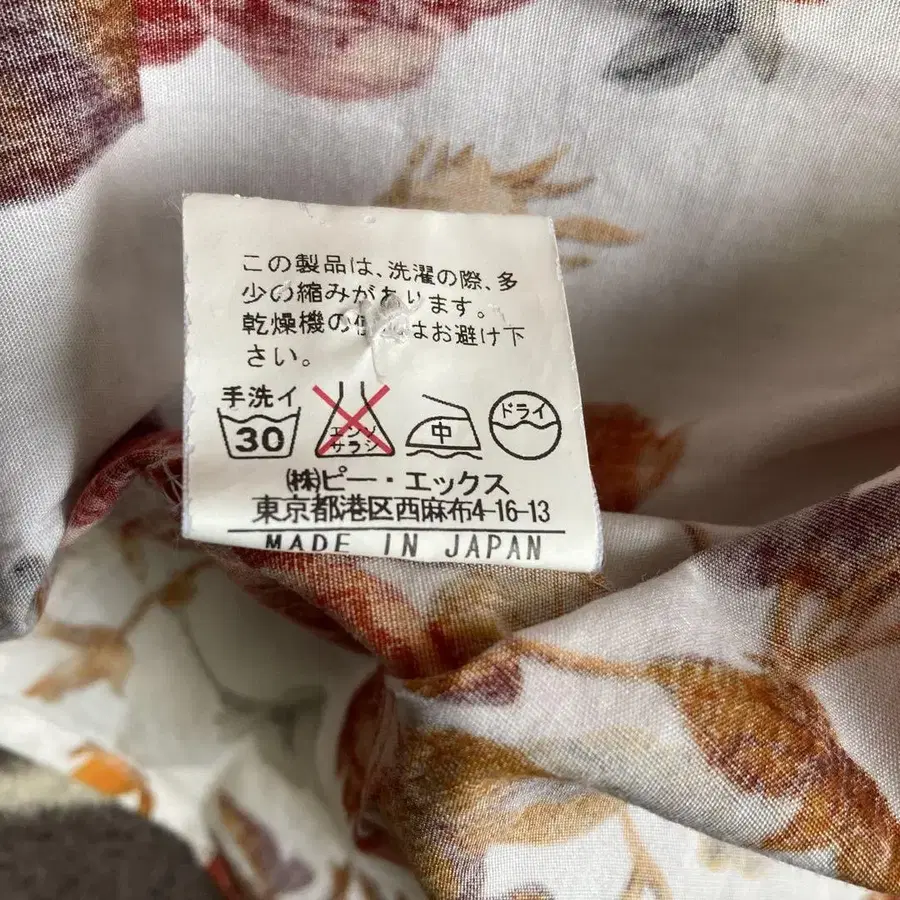 この製品は、洗濯の際、多
少の縮みがあります。
乾燥機の使 はお避け下
さい。
手洗イ
30
エンソ
サラシ
中
ドライ
㈱ピー・エックス
東京都港区西麻布4-16-13
MADE IN JAPAN